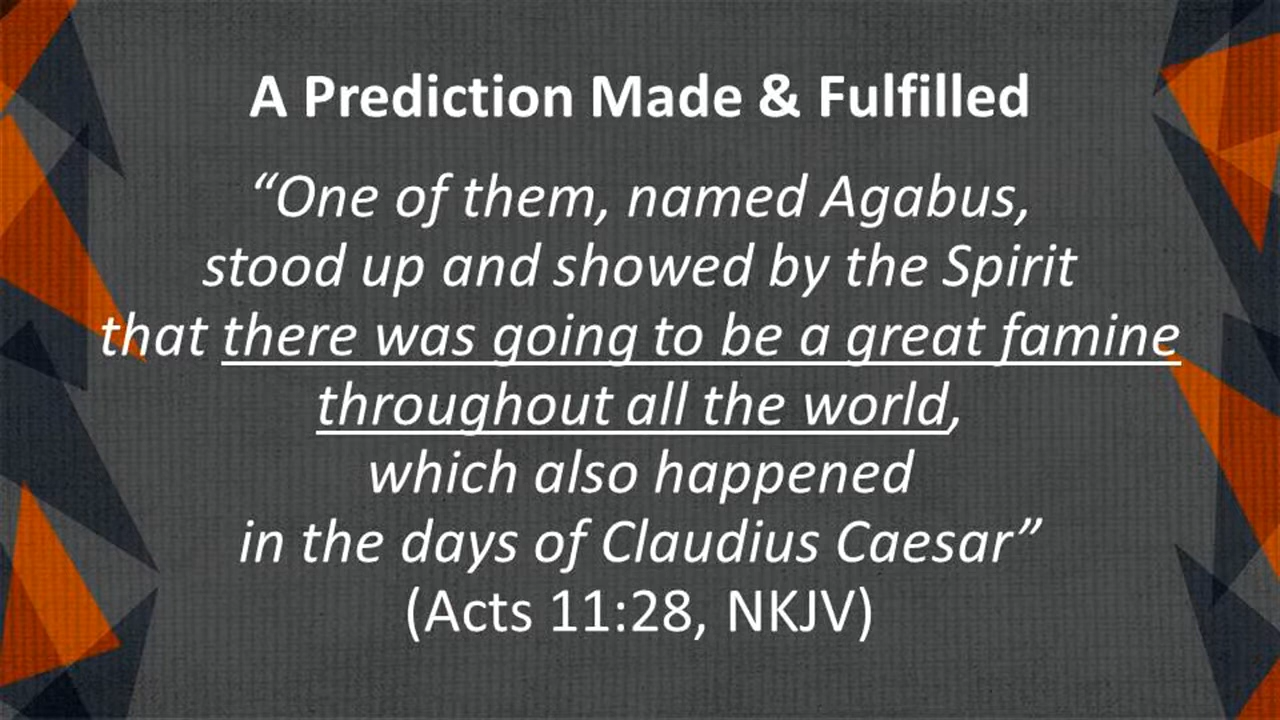 A Prediction Made & Fulfilled
“One of them, named Agabus,
stood up and showed by the Spirit
that there was going to be a great famine
throughout all the world,
which also happened
in the days of Claudius Caesar”
(Acts 11:28, NKJV)